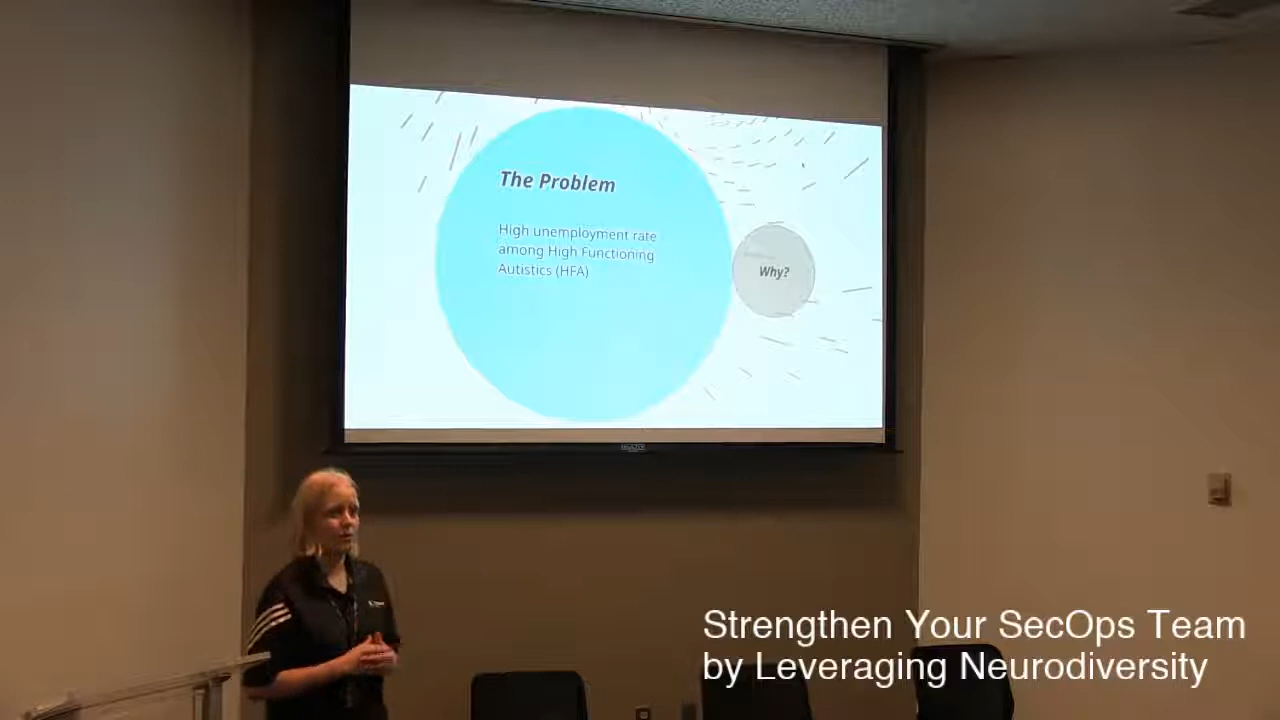 The Problem
High unemployment rate
among High Functioning
Autistics (HFA)
Why?
Strengthen Your SecOps Team
by Leveraging Neurodiversity